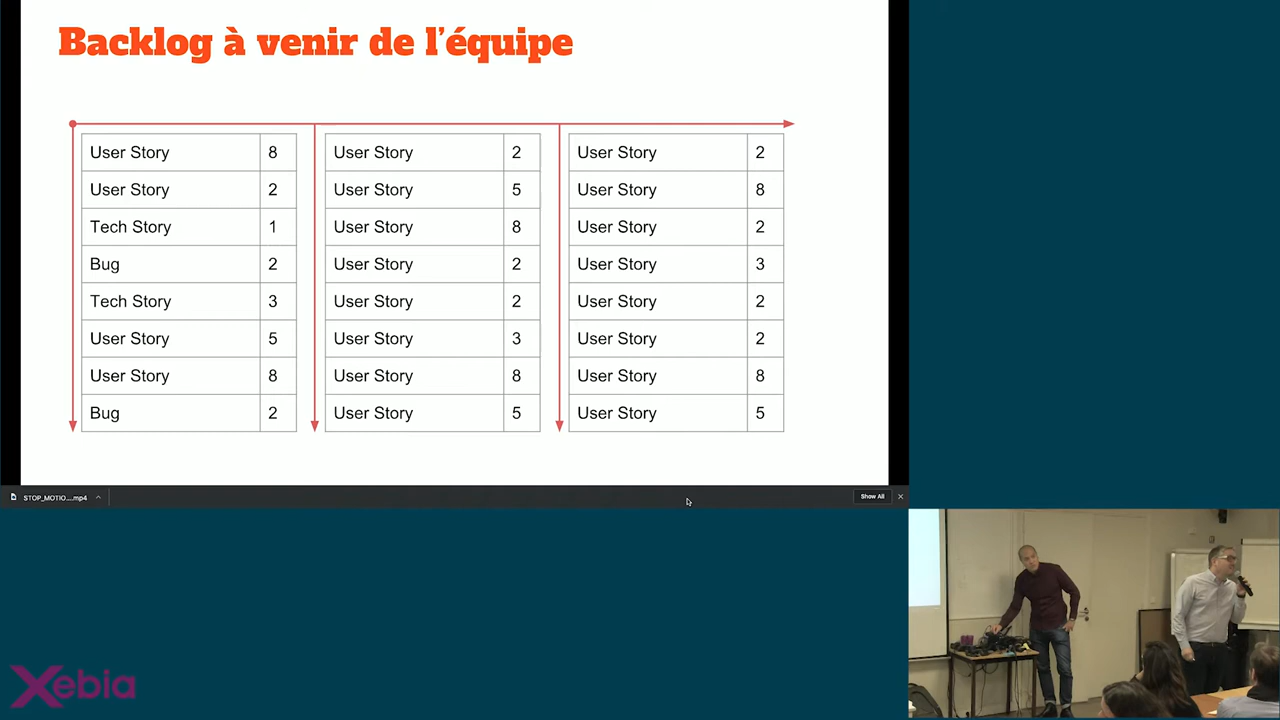 Backlog à venir de l'équipe
User Story 8 User Story 2 User Story 2
User Story 2 User Story 5 User Story 8
Tech Story 1 User Story 8 User Story 2
Bug 2 User Story 2 User Story 3
Tech Story 3 User Story 2 User Story 2
User Story 5 User Story 3 User Story 2
User Story 8 User Story 8 User Story 8
Bug 2 User Story 5 User Story 5
STOP_MOTIO....mp4 Show All
Xebia